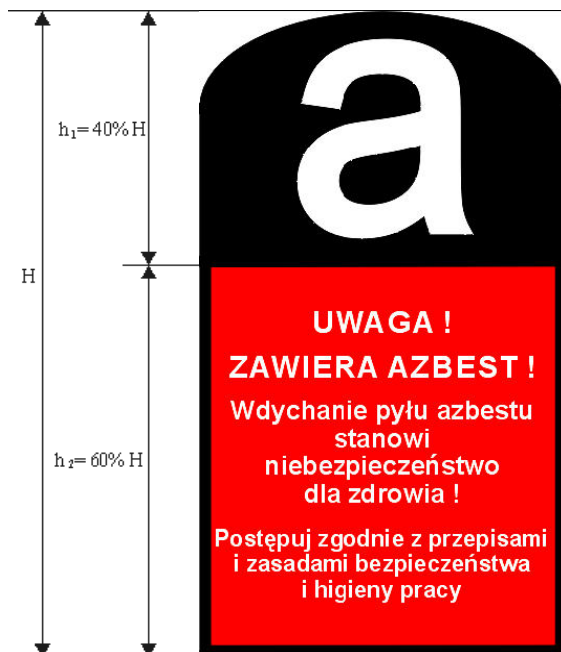 a
h₁= 40% H
H
UWAGA !
ZAWIERA AZBEST !
Wdychanie pyłu azbestu
stanowi
niebezpieczeństwo
dla zdrowia !
h₂= 60% H
Postępuj zgodnie z przepisami
i zasadami bezpieczeństwa
i higieny pracy